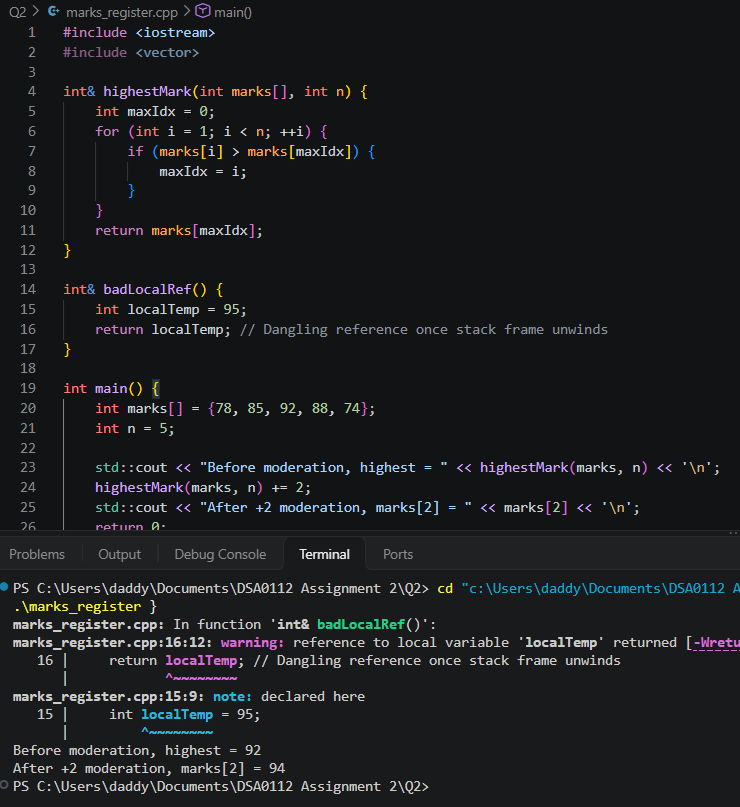 Q2 > marks_register.cpp > main()
1 #include <iostream>
2 #include <vector>
3
4 int& highestMark(int marks[], int n) {
5     int maxIdx = 0;
6     for (int i = 1; i < n; ++i) {
7         if (marks[i] > marks[maxIdx]) {
8             maxIdx = i;
9         }
10     }
11     return marks[maxIdx];
12 }
13
14 int& badLocalRef() {
15     int localTemp = 95;
16     return localTemp; // Dangling reference once stack frame unwinds
17 }
18
19 int main() {
20     int marks[] = {78, 85, 92, 88, 74};
21     int n = 5;
22
23     std::cout << "Before moderation, highest = " << highestMark(marks, n) << '\n';
24     highestMark(marks, n) += 2;
25     std::cout << "After +2 moderation, marks[2] = " << marks[2] << '\n';
26     return 0;
Problems Output Debug Console Terminal Ports
PS C:\Users\daddy\Documents\DSA0112 Assignment 2\Q2> cd "c:\Users\daddy\Documents\DSA0112 A
.\marks_register }
marks_register.cpp: In function 'int& badLocalRef()':
marks_register.cpp:16:12: warning: reference to local variable 'localTemp' returned [-Wretu
16 |     return localTemp; // Dangling reference once stack frame unwinds
|            ^~~~~~~~~
marks_register.cpp:15:9: note: declared here
15 |     int localTemp = 95;
|         ^~~~~~~~~
Before moderation, highest = 92
After +2 moderation, marks[2] = 94
PS C:\Users\daddy\Documents\DSA0112 Assignment 2\Q2>